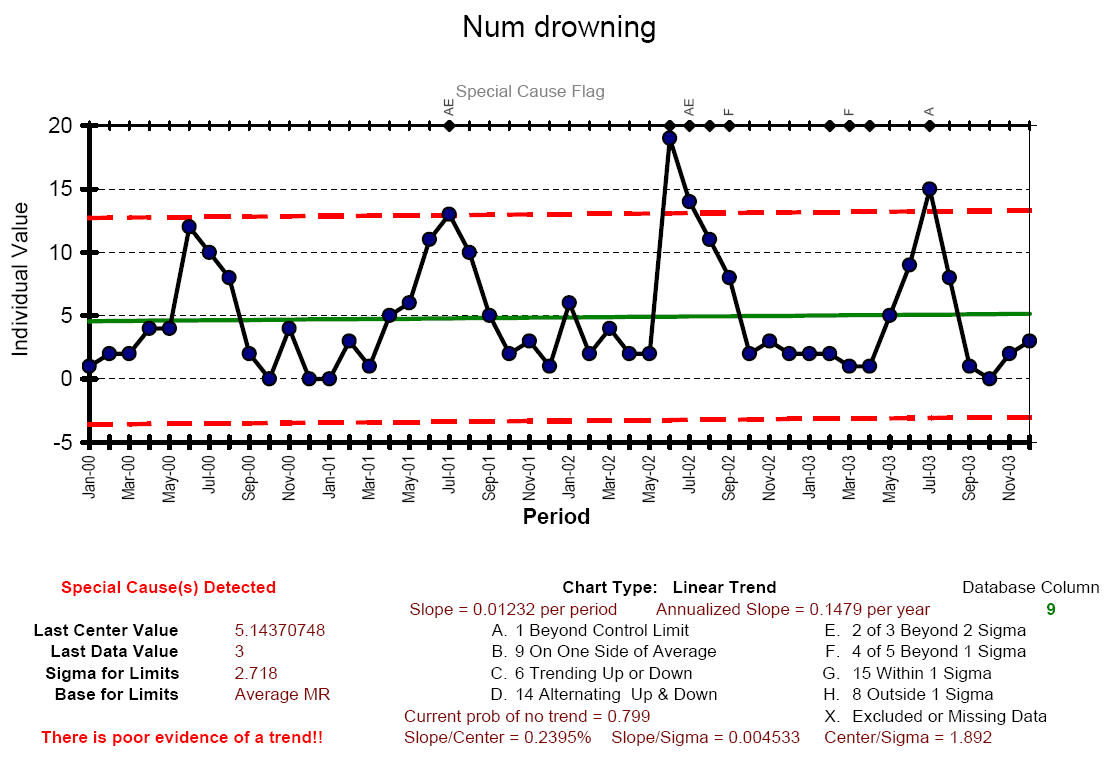 Num drowning
Special Cause Flag
AE AE F F A
20
15
10
5
0
-5
Individual Value
Jan-00 Mar-00 May-00 Jul-00 Sep-00 Nov-00 Jan-01 Mar-01 May-01 Jul-01 Sep-01 Nov-01 Jan-02 Mar-02 May-02 Jul-02 Sep-02 Nov-02 Jan-03 Mar-03 May-03 Jul-03 Sep-03 Nov-03
Period
Special Cause(s) Detected Chart Type: Linear Trend Database Column
Slope = 0.01232 per period Annualized Slope = 0.1479 per year 9
Last Center Value 5.14370748 A. 1 Beyond Control Limit E. 2 of 3 Beyond 2 Sigma
Last Data Value 3 B. 9 On One Side of Average F. 4 of 5 Beyond 1 Sigma
Sigma for Limits 2.718 C. 6 Trending Up or Down G. 15 Within 1 Sigma
Base for Limits Average MR D. 14 Alternating Up & Down H. 8 Outside 1 Sigma
Current prob of no trend = 0.799 X. Excluded or Missing Data
There is poor evidence of a trend!! Slope/Center = 0.2395% Slope/Sigma = 0.004533 Center/Sigma = 1.892